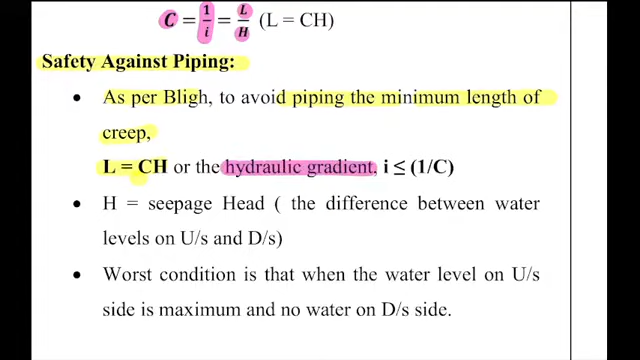 C = 1/i = L/H (L = CH)
Safety Against Piping:
• As per Bligh, to avoid piping the minimum length of
creep,
L = CH or the hydraulic gradient, i ≤ (1/C)
• H = seepage Head ( the difference between water
levels on U/s and D/s)
• Worst condition is that when the water level on U/s
side is maximum and no water on D/s side.